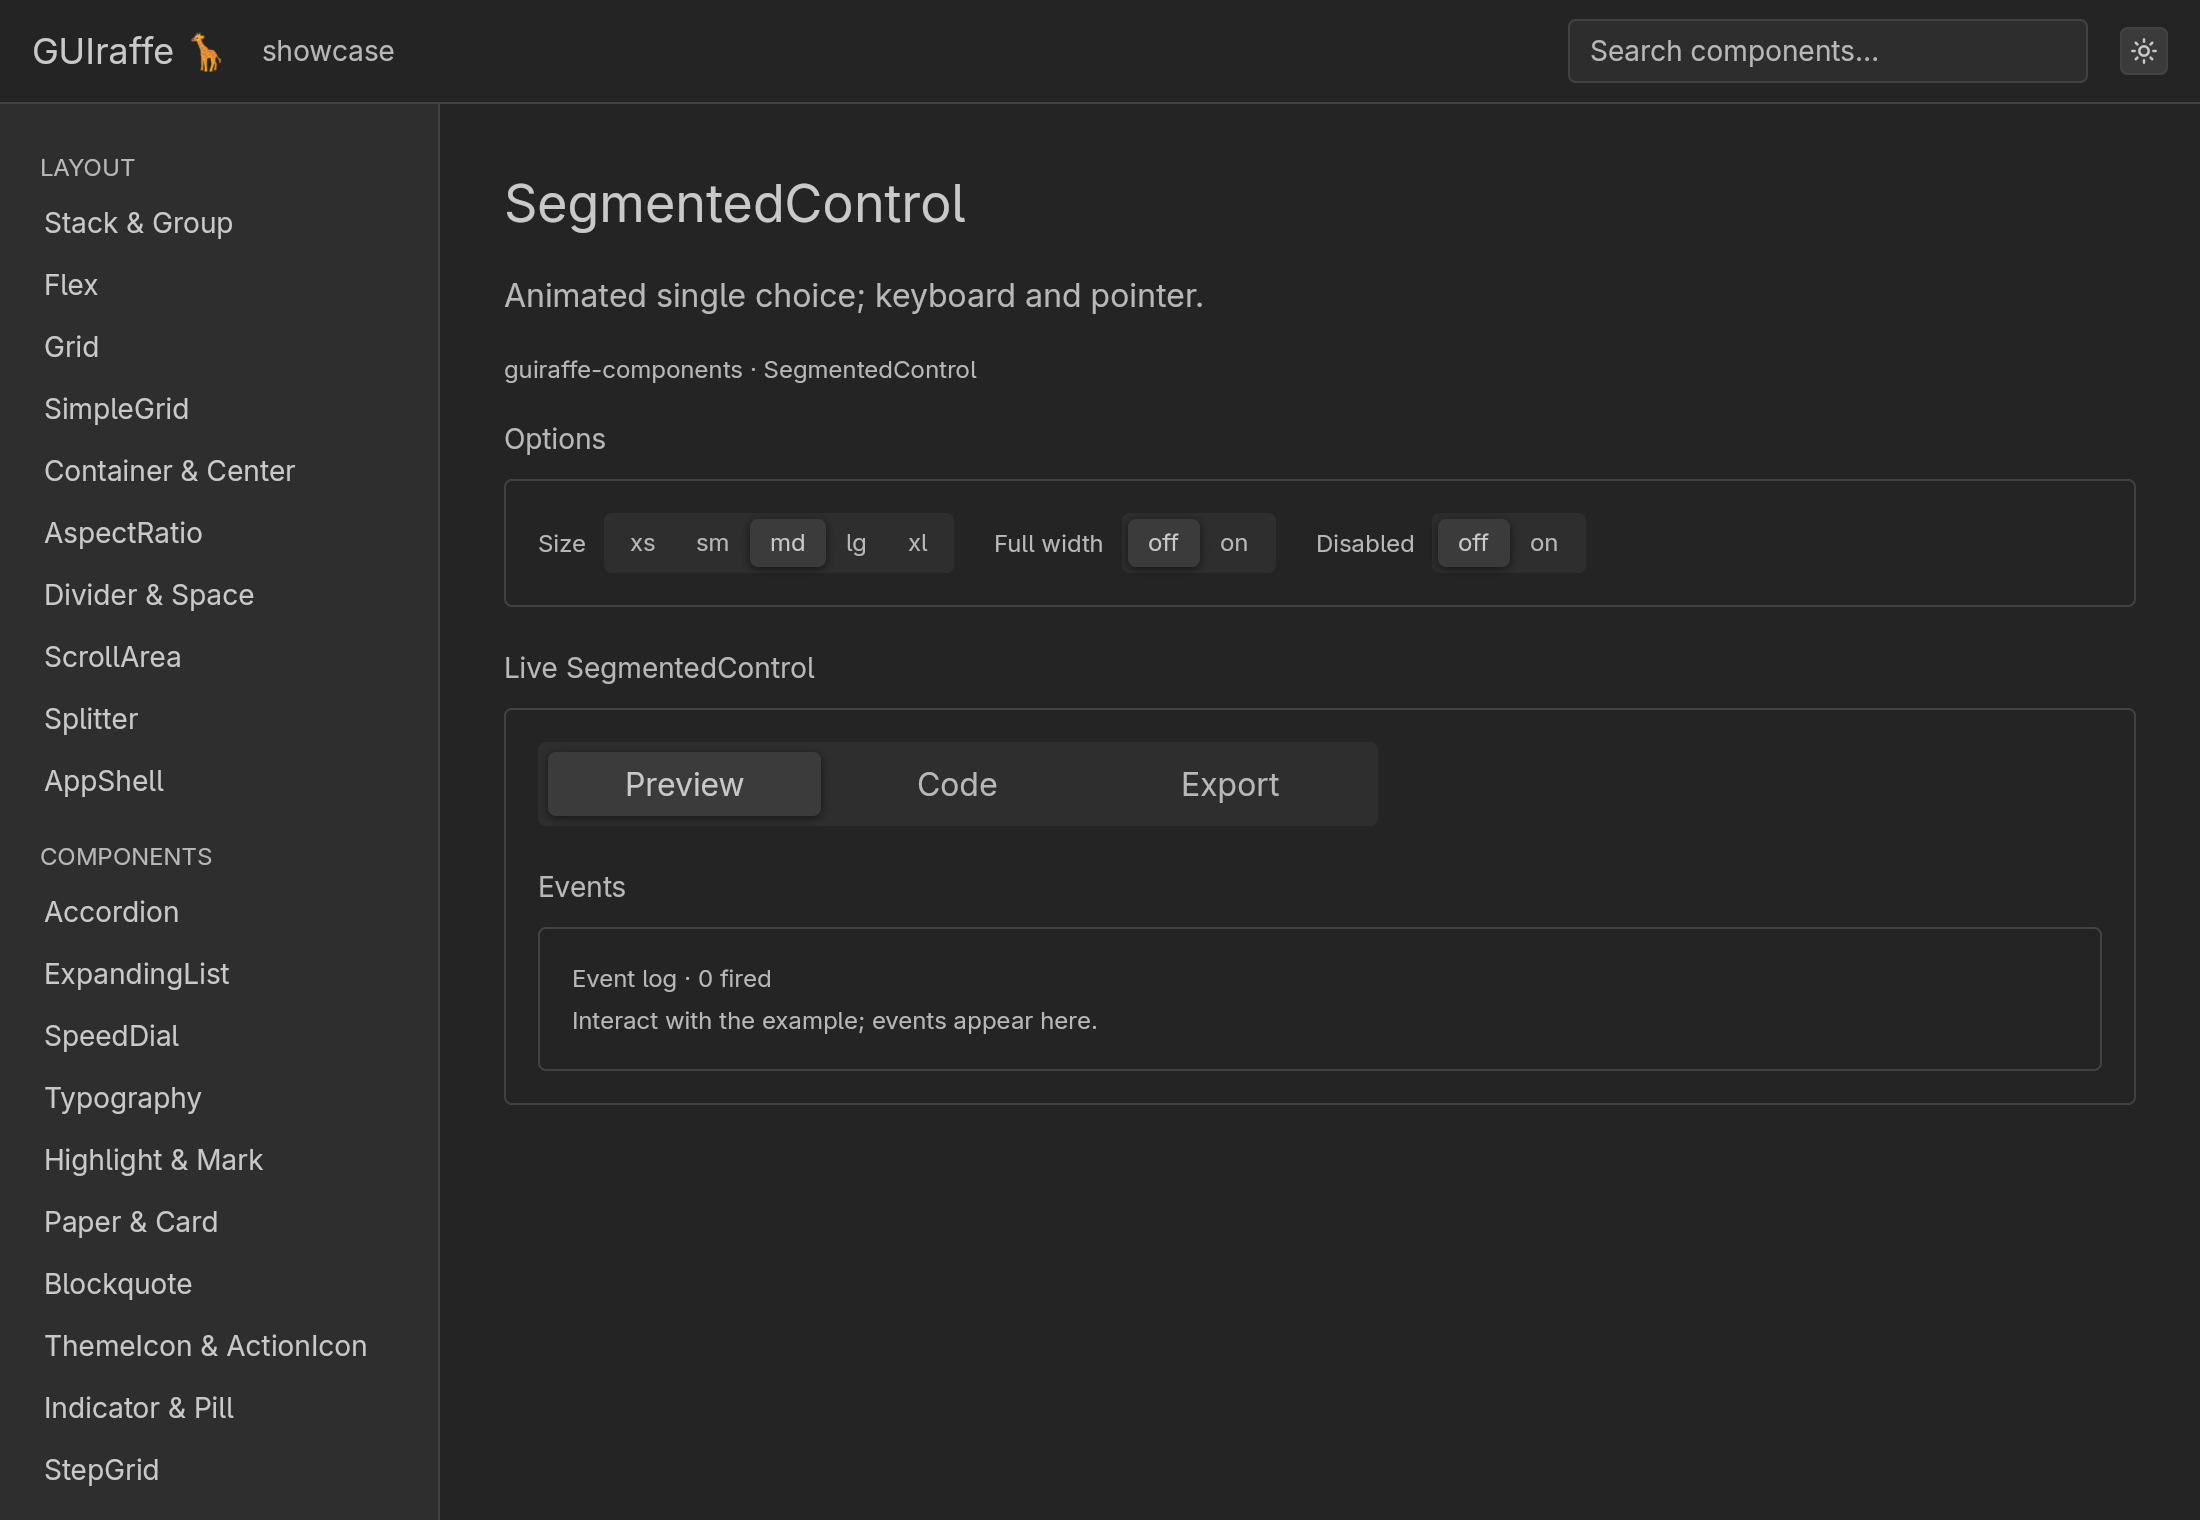 GUIraffe 🦒 showcase
Search components...
LAYOUT
Stack & Group
Flex
Grid
SimpleGrid
Container & Center
AspectRatio
Divider & Space
ScrollArea
Splitter
AppShell
COMPONENTS
Accordion
ExpandingList
SpeedDial
Typography
Highlight & Mark
Paper & Card
Blockquote
ThemeIcon & ActionIcon
Indicator & Pill
StepGrid
SegmentedControl
Animated single choice; keyboard and pointer.
guiraffe-components · SegmentedControl
Options
Size xs sm md lg xl Full width off on Disabled off on
Live SegmentedControl
Preview Code Export
Events
Event log · 0 fired
Interact with the example; events appear here.